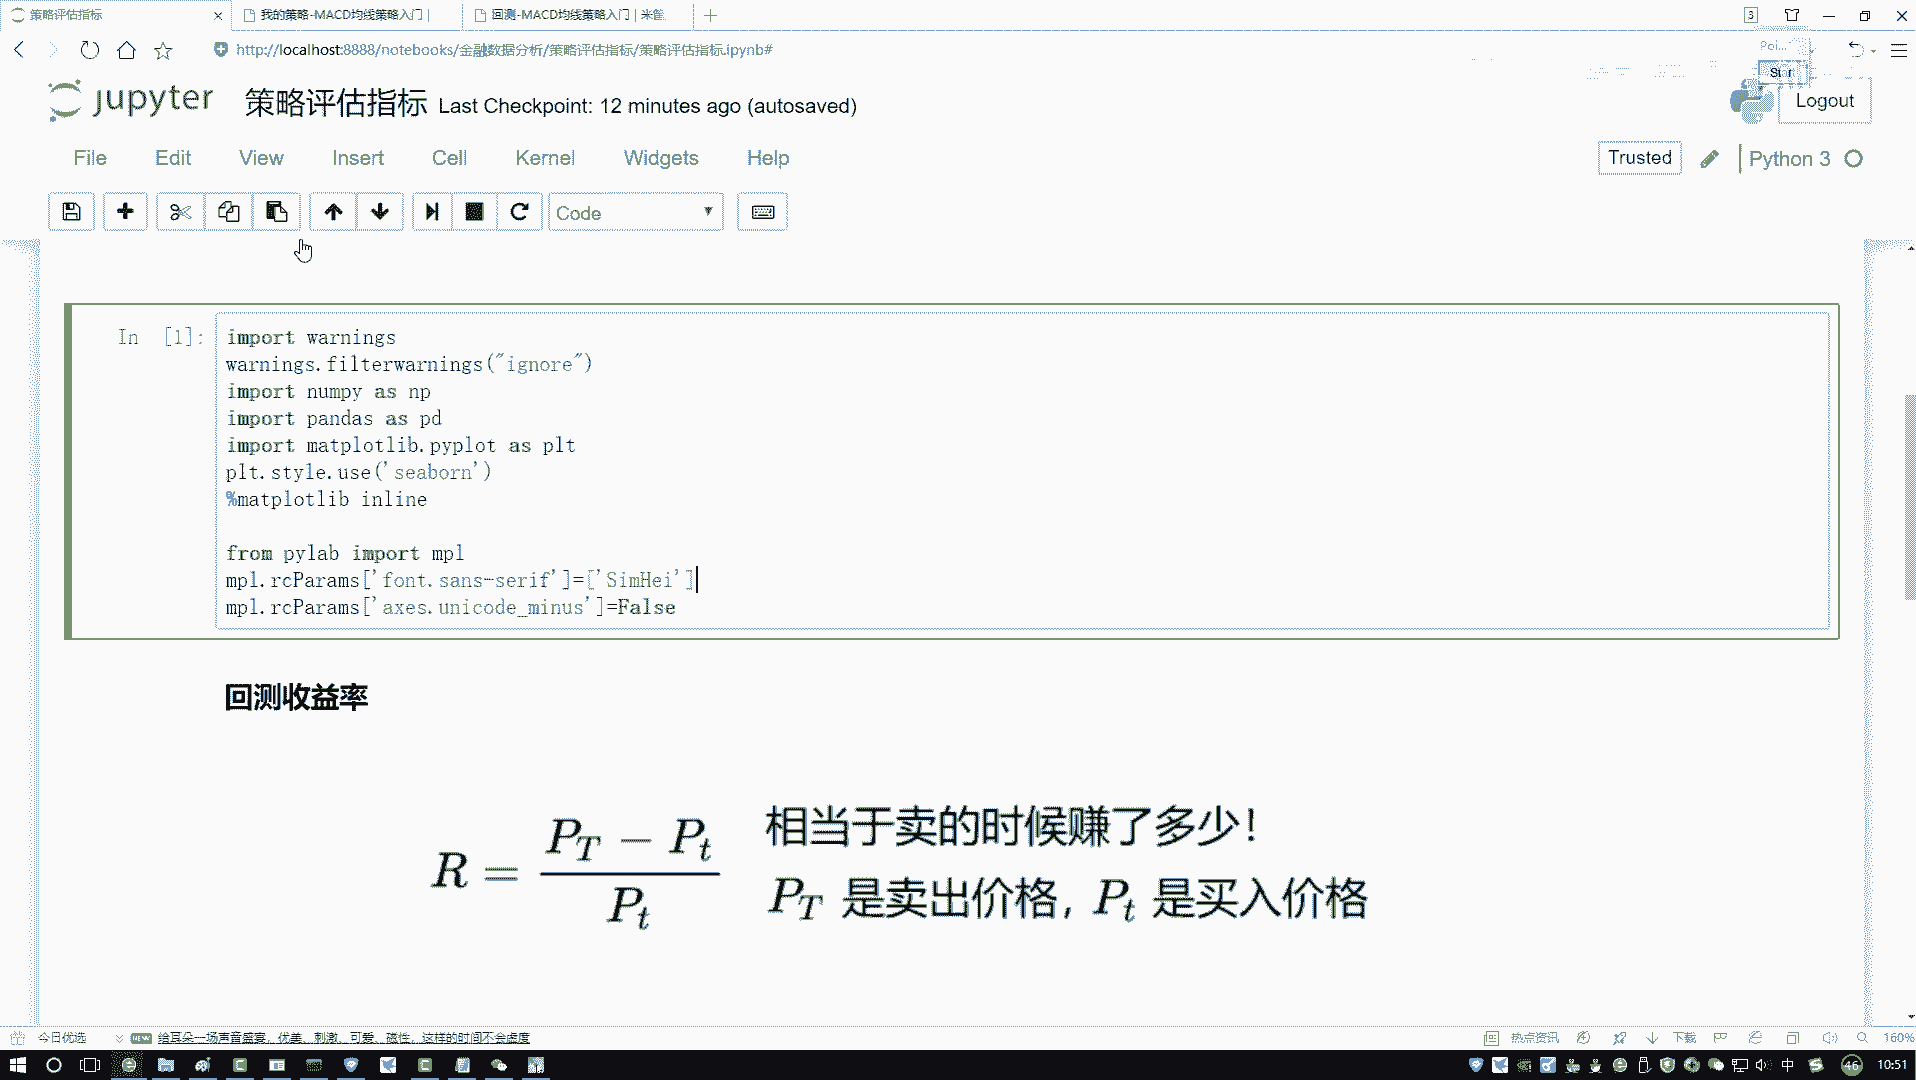 策略评估指标
我的策略-MACD均线策略入门 |
回测-MACD均线策略入门 | 米筐
3
http://localhost:8888/notebooks/金融数据分析/策略评估指标/策略评估指标.ipynb#
Poi...
Start
jupyter 策略评估指标 Last Checkpoint: 12 minutes ago (autosaved)
Logout
File Edit View Insert Cell Kernel Widgets Help
Trusted Python 3
Code
In [1]:
import warnings
warnings.filterwarnings("ignore")
import numpy as np
import pandas as pd
import matplotlib.pyplot as plt
plt.style.use('seaborn')
%matplotlib inline
from pylab import mpl
mpl.rcParams['font.sans-serif']=['SimHei']
mpl.rcParams['axes.unicode_minus']=False
回测收益率
R = (P_T − P_t) / P_t
相当于卖的时候赚了多少！
P_T 是卖出价格，P_t 是买入价格
今日优选
NEW 给耳朵一场声音盛宴，优美、刺激、可爱、磁性，这样的时间不会虚度
热点资讯
下载
160%
中
46
10:51